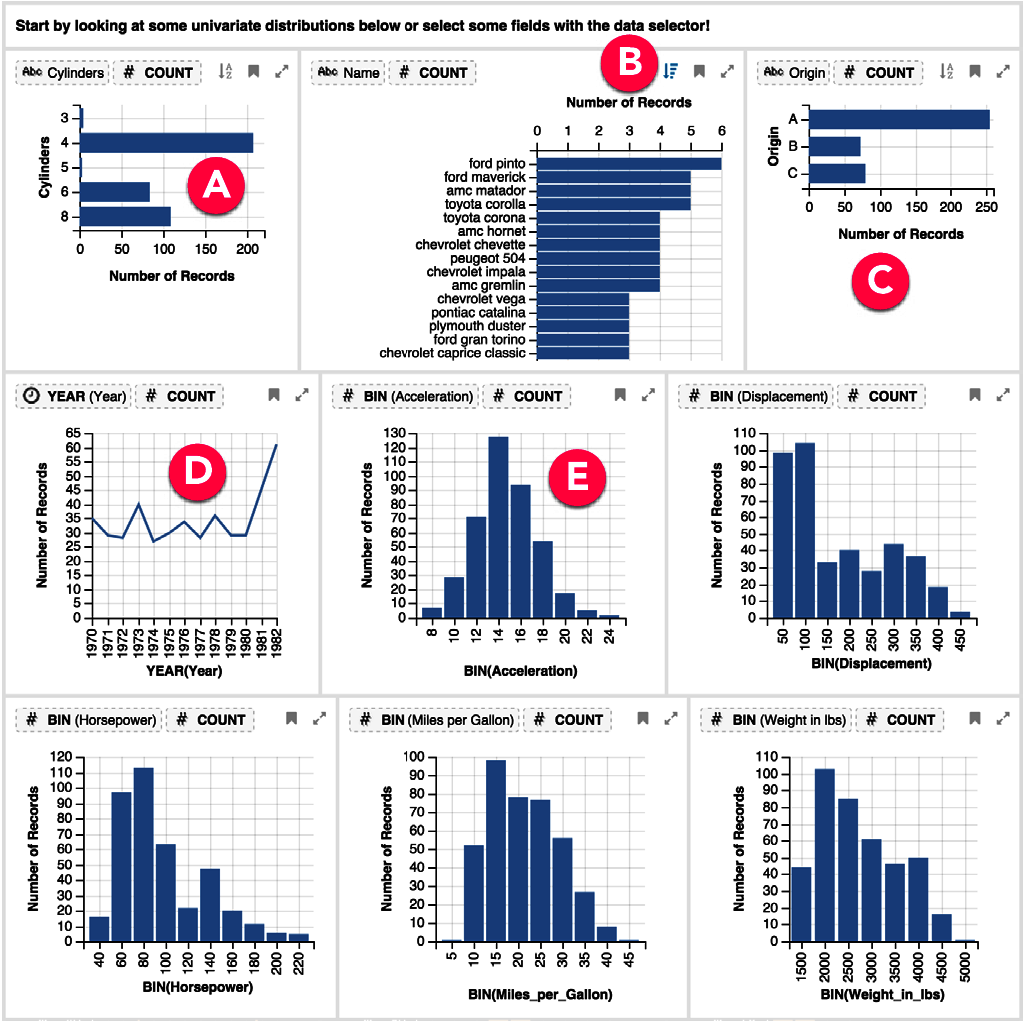 Start by looking at some univariate distributions below or select some fields with the data selector!
Abc Cylinders # COUNT
A Z
Cylinders
3
4
5
6
8
0 50 100 150 200
Number of Records
A
Abc Name # COUNT
B
Number of Records
0 1 2 3 4 5 6
ford pinto
ford maverick
amc matador
toyota corolla
toyota corona
amc hornet
chevrolet chevette
peugeot 504
chevrolet impala
amc gremlin
chevrolet vega
pontiac catalina
plymouth duster
ford gran torino
chevrolet caprice classic
Abc Origin # COUNT
A Z
Origin
A
B
C
0 50 100 150 200 250
Number of Records
C
YEAR (Year) # COUNT
Number of Records
65
60
55
50
45
40
35
30
25
20
15
10
5
0
1970 1971 1972 1973 1974 1975 1976 1977 1978 1979 1980 1981 1982
YEAR(Year)
D
# BIN (Acceleration) # COUNT
Number of Records
130
120
110
100
90
80
70
60
50
40
30
20
10
0
8 10 12 14 16 18 20 22 24
BIN(Acceleration)
E
# BIN (Displacement) # COUNT
Number of Records
110
100
90
80
70
60
50
40
30
20
10
0
50 100 150 200 250 300 350 400 450
BIN(Displacement)
# BIN (Horsepower) # COUNT
Number of Records
120
110
100
90
80
70
60
50
40
30
20
10
0
40 60 80 100 120 140 160 180 200 220
BIN(Horsepower)
# BIN (Miles per Gallon) # COUNT
Number of Records
100
90
80
70
60
50
40
30
20
10
0
5 10 15 20 25 30 35 40 45
BIN(Miles_per_Gallon)
# BIN (Weight in lbs) # COUNT
Number of Records
110
100
90
80
70
60
50
40
30
20
10
0
1500 2000 2500 3000 3500 4000 4500 5000
BIN(Weight_in_lbs)